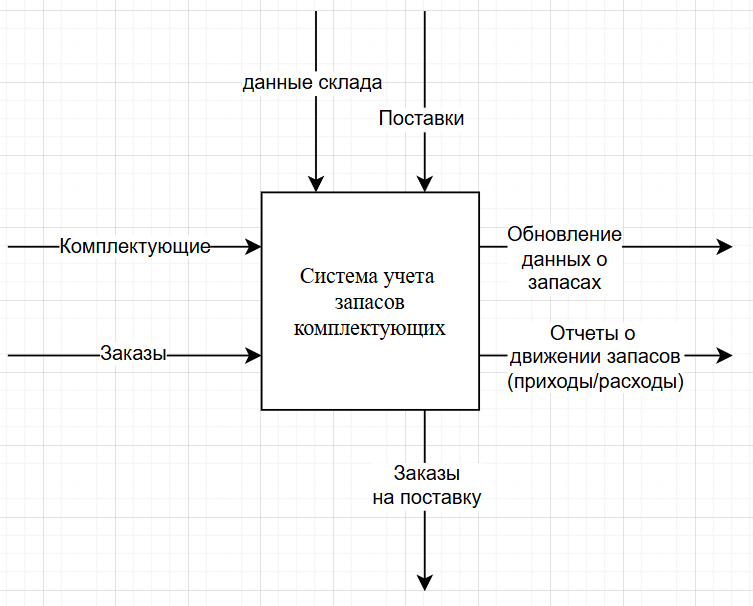 данные склада
Поставки
Комплектующие
Заказы
Система учета
запасов
комплектующих
Обновление
данных о
запасах
Отчеты о
движении запасов
(приходы/расходы)
Заказы
на поставку